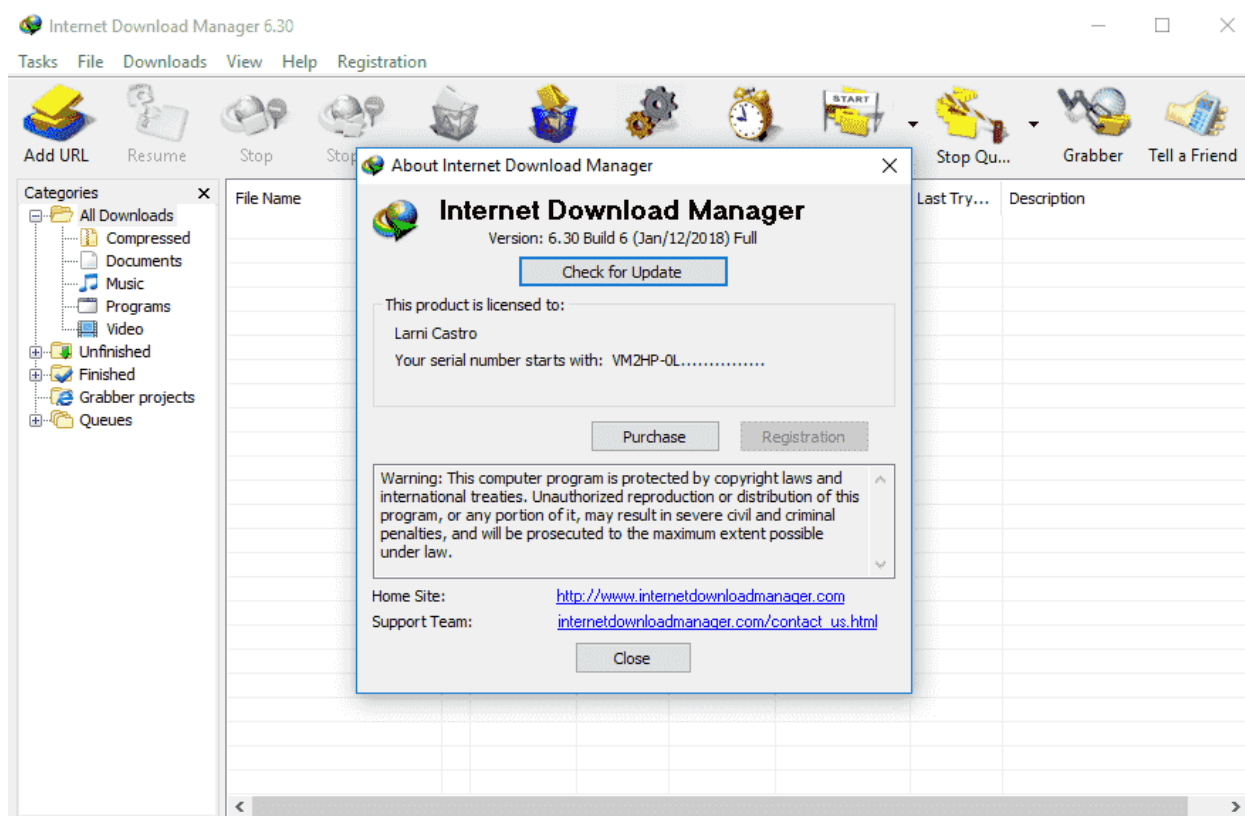 Internet Download Manager 6.30
Tasks File Downloads View Help Registration
START
Add URL Resume Stop Stop Qu... Grabber Tell a Friend
Categories
All Downloads
Compressed
Documents
Music
Programs
Video
Unfinished
Finished
Grabber projects
Queues
File Name Last Try... Description
About Internet Download Manager
Internet Download Manager
Version: 6.30 Build 6 (Jan/12/2018) Full
Check for Update
This product is licensed to:
Larni Castro
Your serial number starts with: VM2HP-0L...............
Purchase Registration
Warning: This computer program is protected by copyright laws and
international treaties. Unauthorized reproduction or distribution of this
program, or any portion of it, may result in severe civil and criminal
penalties, and will be prosecuted to the maximum extent possible
under law.
Home Site: http://www.internetdownloadmanager.com
Support Team: internetdownloadmanager.com/contact_us.html
Close